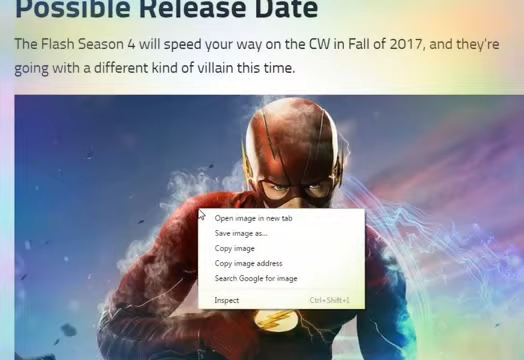 Possible Release Date
The Flash Season 4 will speed your way on the CW in Fall of 2017, and they're
going with a different kind of villain this time.
Open image in new tab
Save image as...
Copy image
Copy image address
Search Google for image
Inspect Ctrl+Shift+I